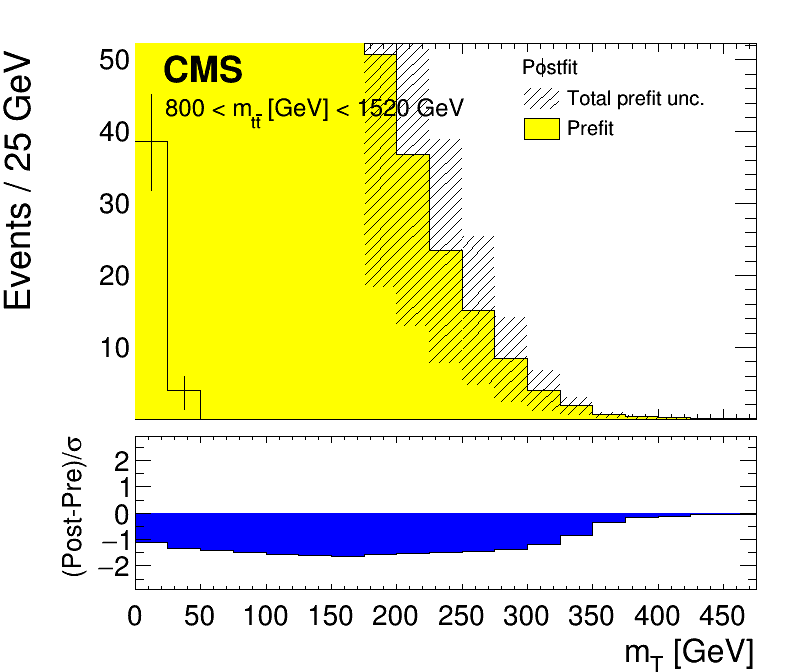 Events / 25 GeV
CMS
800 < m_tt̄ [GeV] < 1520 GeV
Postfit
Total prefit unc.
Prefit
50
40
30
20
10
(Post-Pre)/σ
2
1
0
−1
−2
0 50 100 150 200 250 300 350 400 450
m_T [GeV]